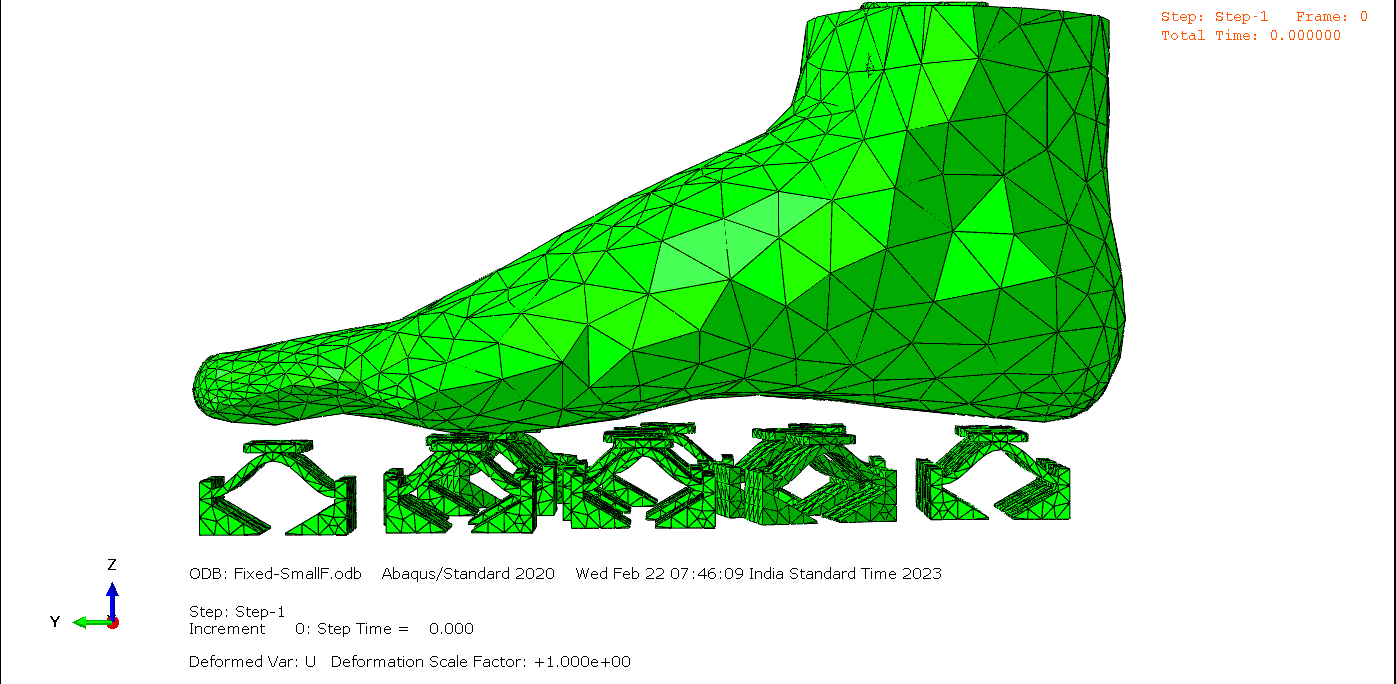 Step: Step-1 Frame: 0
Total Time: 0.000000
Z
Y
ODB: Fixed-SmallF.odb Abaqus/Standard 2020 Wed Feb 22 07:46:09 India Standard Time 2023
Step: Step-1
Increment 0: Step Time = 0.000
Deformed Var: U Deformation Scale Factor: +1.000e+00